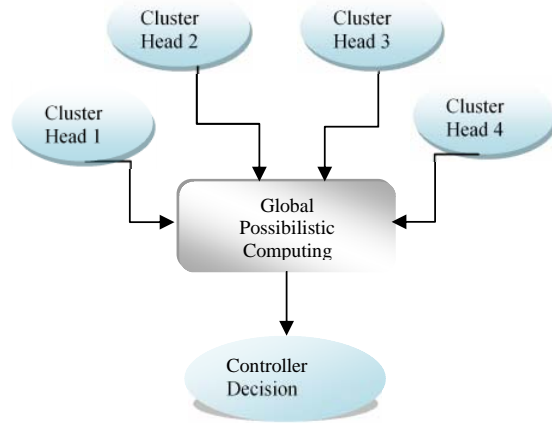 Cluster
Head 2
Cluster
Head 3
Cluster
Head 1
Cluster
Head 4
Global
Possibilistic
Computing
Controller
Decision